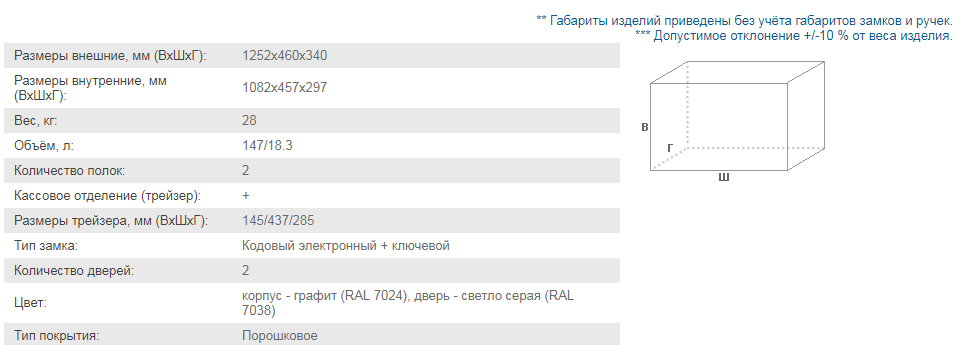 ** Габариты изделий приведены без учёта габаритов замков и ручек.
*** Допустимое отклонение +/-10 % от веса изделия.
Размеры внешние, мм (ВхШхГ): 1252x460x340
Размеры внутренние, мм
(ВхШхГ): 1082x457x297
Вес, кг: 28
Объём, л: 147/18.3
Количество полок: 2
Кассовое отделение (трейзер): +
Размеры трейзера, мм (ВхШхГ): 145/437/285
Тип замка: Кодовый электронный + ключевой
Количество дверей: 2
Цвет: корпус - графит (RAL 7024), дверь - светло серая (RAL
7038)
Тип покрытия: Порошковое
В
Г
Ш